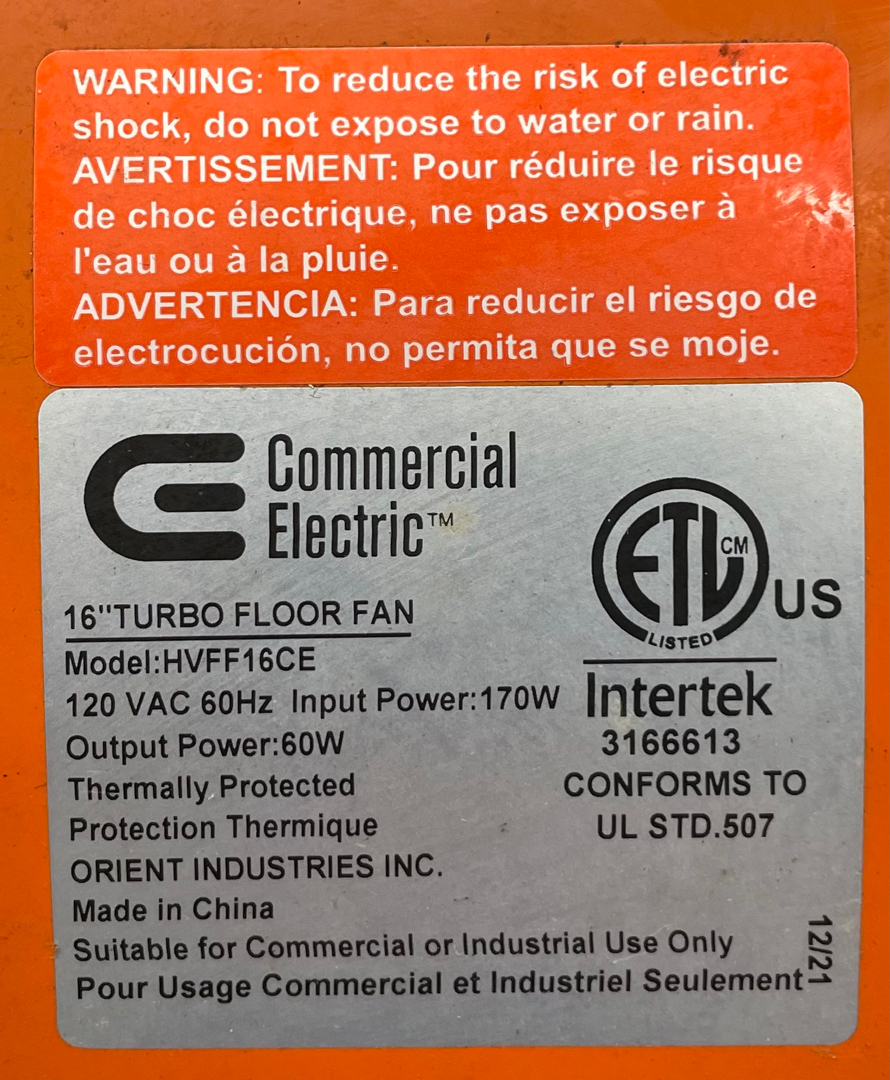 WARNING: To reduce the risk of electric
shock, do not expose to water or rain.
AVERTISSEMENT: Pour réduire le risque
de choc électrique, ne pas exposer à
l'eau ou à la pluie.
ADVERTENCIA: Para reducir el riesgo de
electrocución, no permita que se moje.
Commercial
Electric™
ETL CM
LISTED
US
16"TURBO FLOOR FAN
Model:HVFF16CE
120 VAC 60Hz Input Power:170W
Output Power:60W
Thermally Protected
Protection Thermique
ORIENT INDUSTRIES INC.
Made in China
Suitable for Commercial or Industrial Use Only
Pour Usage Commercial et Industriel Seulement
Intertek
3166613
CONFORMS TO
UL STD.507
12/21